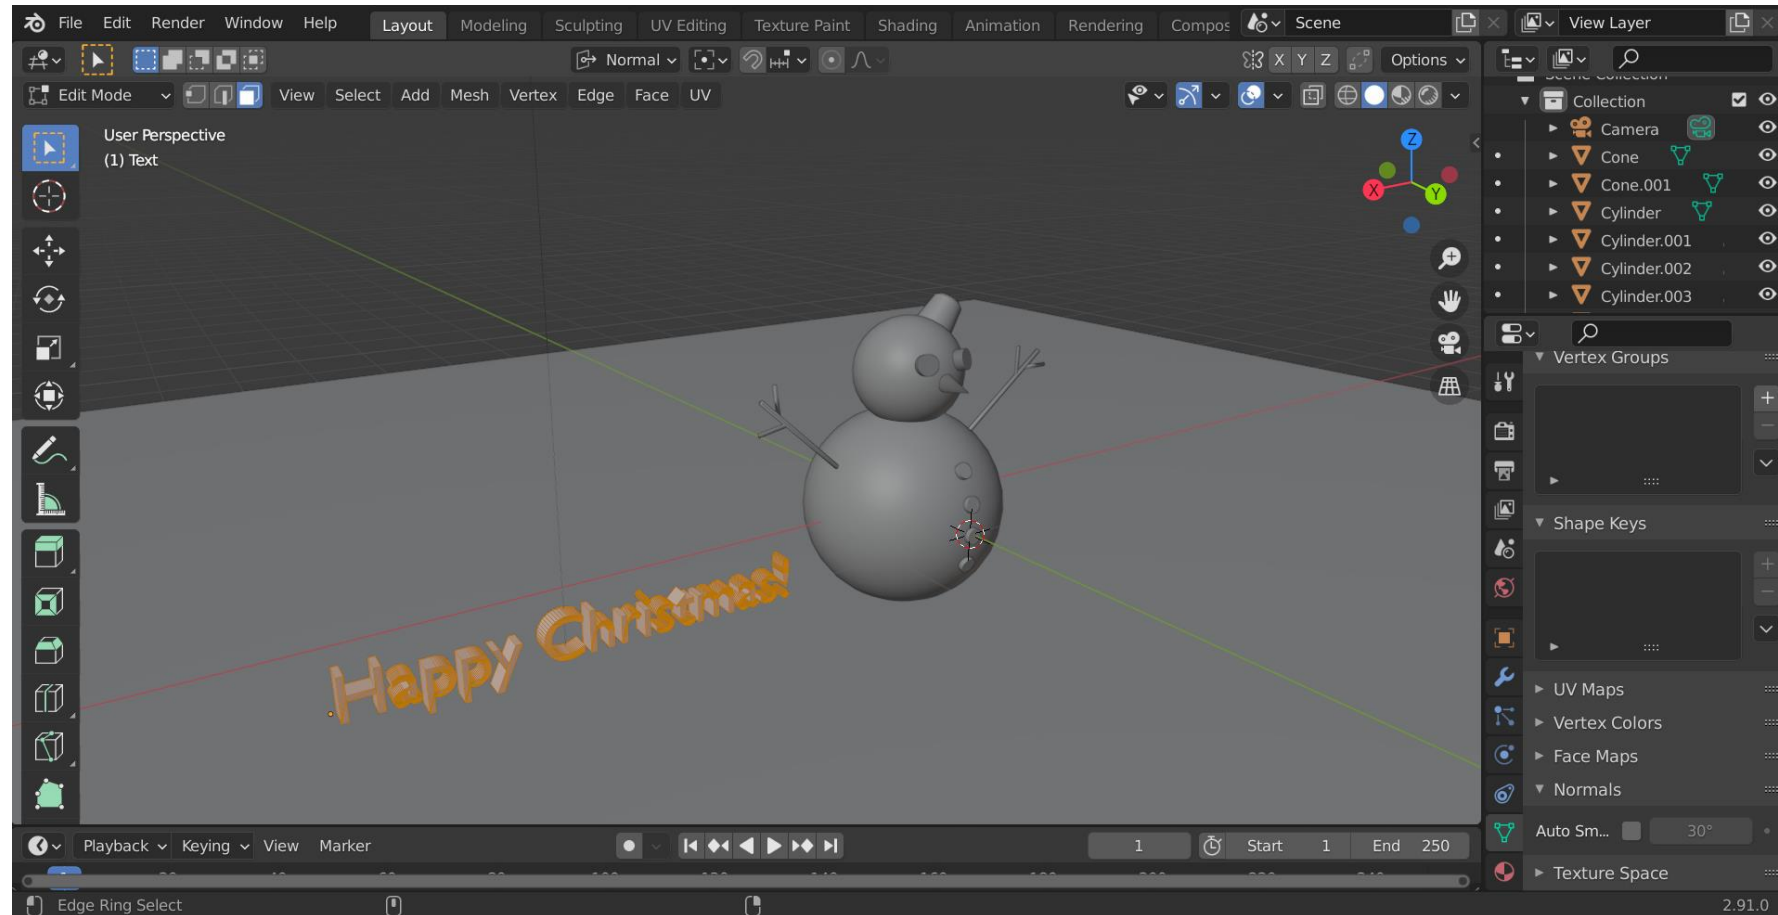 File Edit Render Window Help Layout Modeling Sculpting UV Editing Texture Paint Shading Animation Rendering Compos Scene View Layer
Normal X Y Z Options
Edit Mode View Select Add Mesh Vertex Edge Face UV
User Perspective
(1) Text
Z
X
Y
Happy Christmas!
Scene Collection
Collection
Camera
Cone
Cone.001
Cylinder
Cylinder.001
Cylinder.002
Cylinder.003
Vertex Groups
Shape Keys
UV Maps
Vertex Colors
Face Maps
Normals
Auto Sm... 30°
Texture Space
Playback Keying View Marker 1 Start 1 End 250
Edge Ring Select 2.91.0